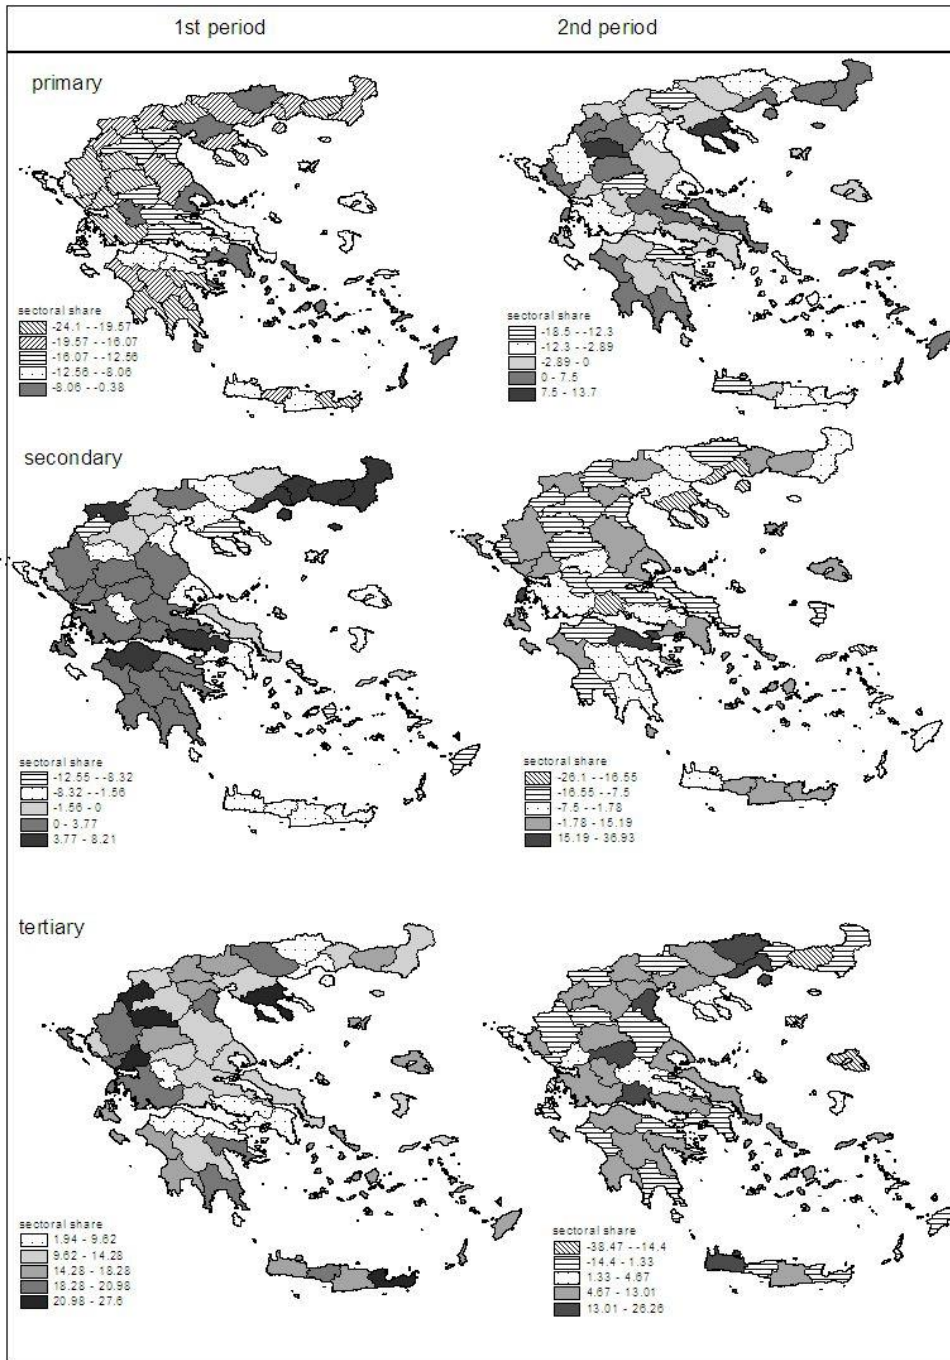 1st period 2nd period
primary
sectoral share
-24.1 - -19.57
-19.57 - -16.07
-16.07 - -12.56
-12.56 - -8.06
-8.06 - -0.38
sectoral share
-18.5 - -12.3
-12.3 - -2.89
-2.89 - 0
0 - 7.5
7.5 - 13.7
secondary
sectoral share
-12.55 - -8.32
-8.32 - -1.56
-1.56 - 0
0 - 3.77
3.77 - 8.21
sectoral share
-26.1 - -16.55
-16.55 - -7.5
-7.5 - -1.78
-1.78 - 15.19
15.19 - 36.93
tertiary
sectoral share
1.94 - 9.62
9.62 - 14.28
14.28 - 18.28
18.28 - 20.98
20.98 - 27.6
sectoral share
-38.47 - -14.4
-14.4 - 1.33
1.33 - 4.67
4.67 - 13.01
13.01 - 26.26